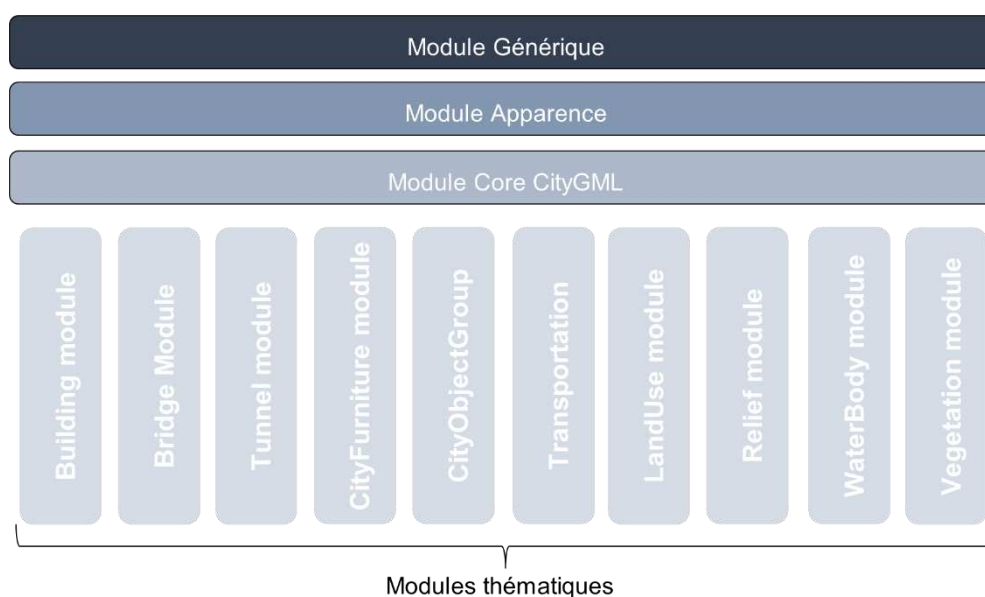 Module Générique
Module Apparence
Module Core CityGML
Building module
Bridge Module
Tunnel module
CityFurniture module
CityObjectGroup
Transportation
LandUse module
Relief module
WaterBody module
Vegetation module
Modules thématiques